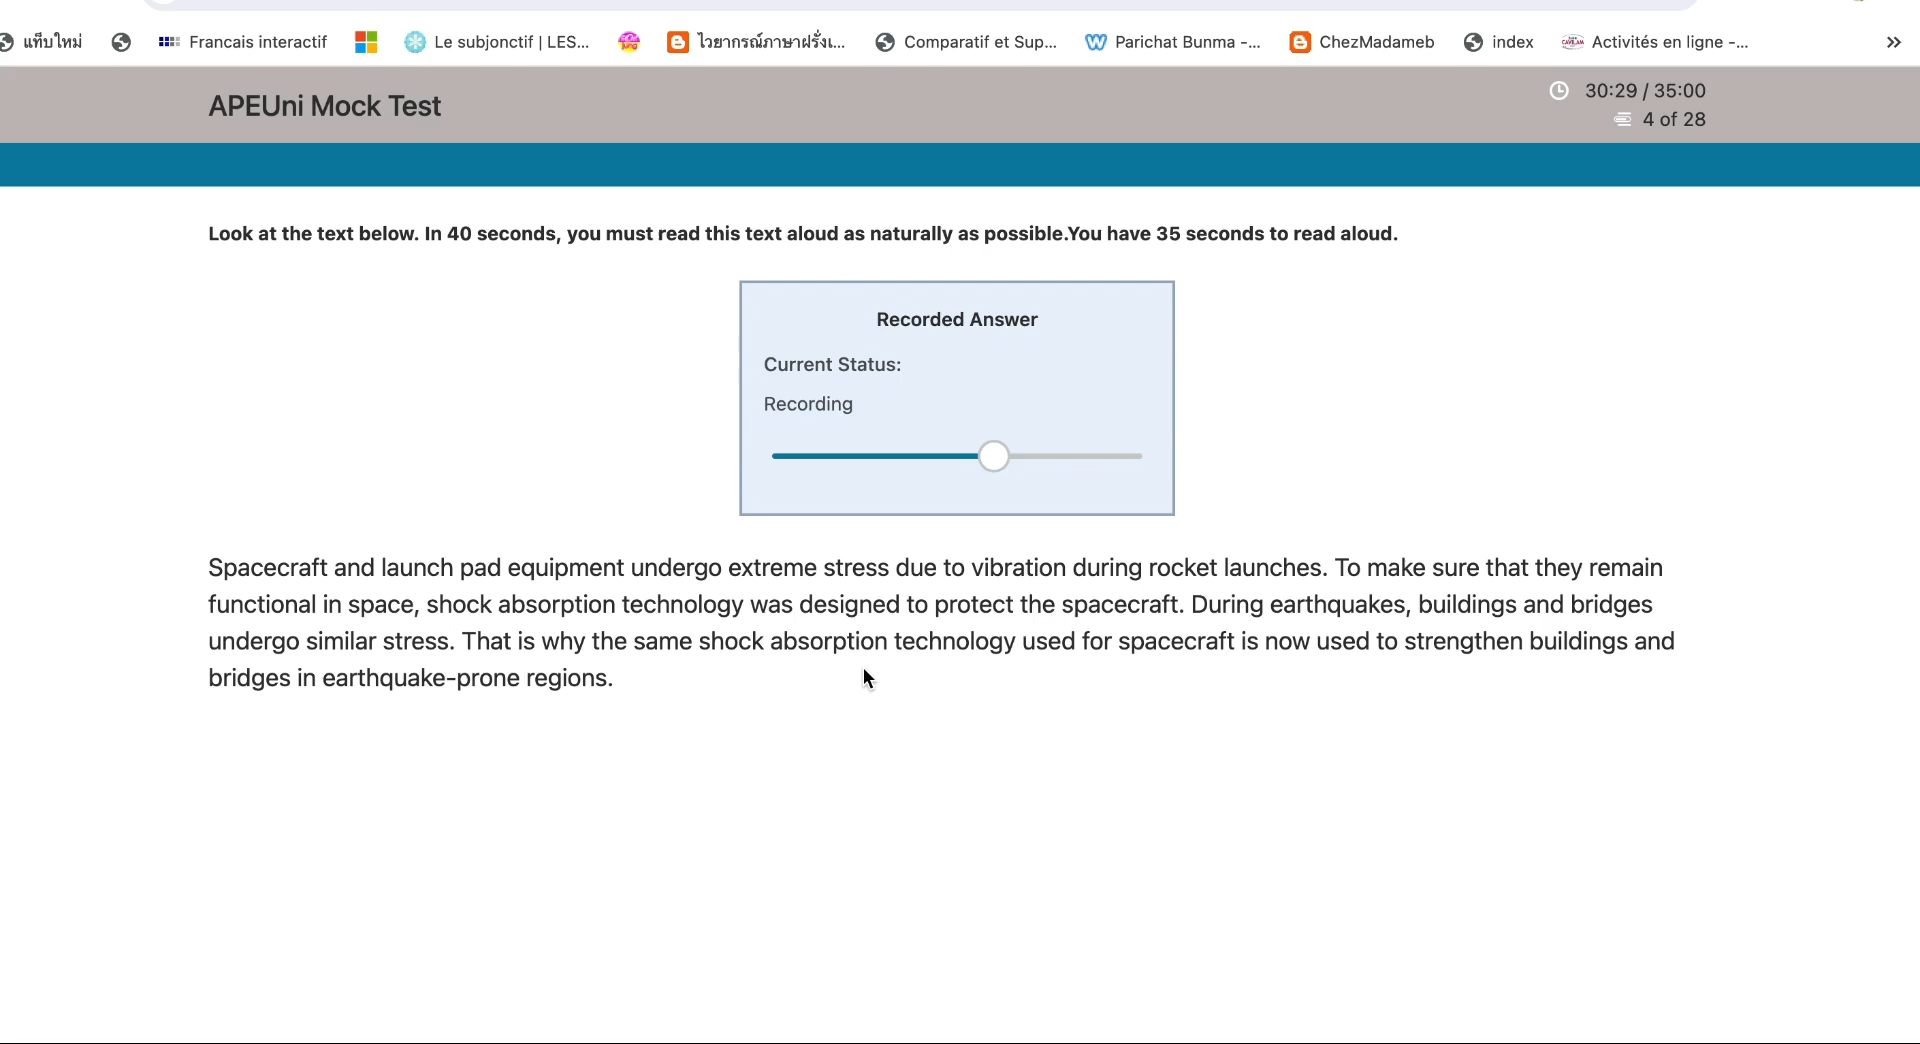 แท็บใหม่
Francais interactif
Le subjonctif | LES...
ไวยากรณ์ภาษาฝรั่งเ...
Comparatif et Sup...
Parichat Bunma -...
ChezMadameb
index
Activités en ligne -...
APEUni Mock Test
30:29 / 35:00
4 of 28
Look at the text below. In 40 seconds, you must read this text aloud as naturally as possible.You have 35 seconds to read aloud.
Recorded Answer
Current Status:
Recording
Spacecraft and launch pad equipment undergo extreme stress due to vibration during rocket launches. To make sure that they remain
functional in space, shock absorption technology was designed to protect the spacecraft. During earthquakes, buildings and bridges
undergo similar stress. That is why the same shock absorption technology used for spacecraft is now used to strengthen buildings and
bridges in earthquake-prone regions.